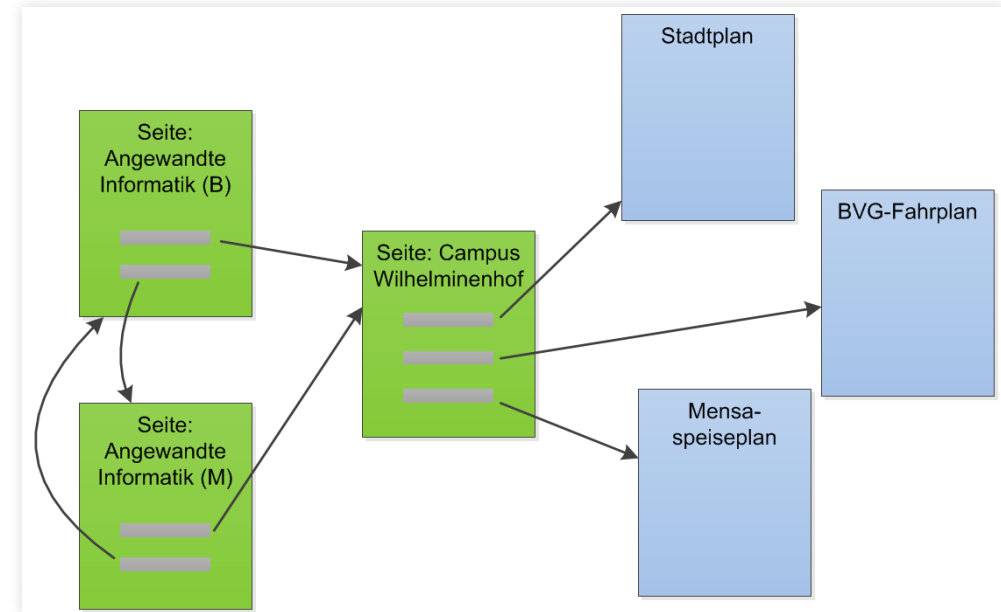 Stadtplan
Seite:
Angewandte
Informatik (B)
BVG-Fahrplan
Seite: Campus
Wilhelminenhof
Mensa-
speiseplan
Seite:
Angewandte
Informatik (M)